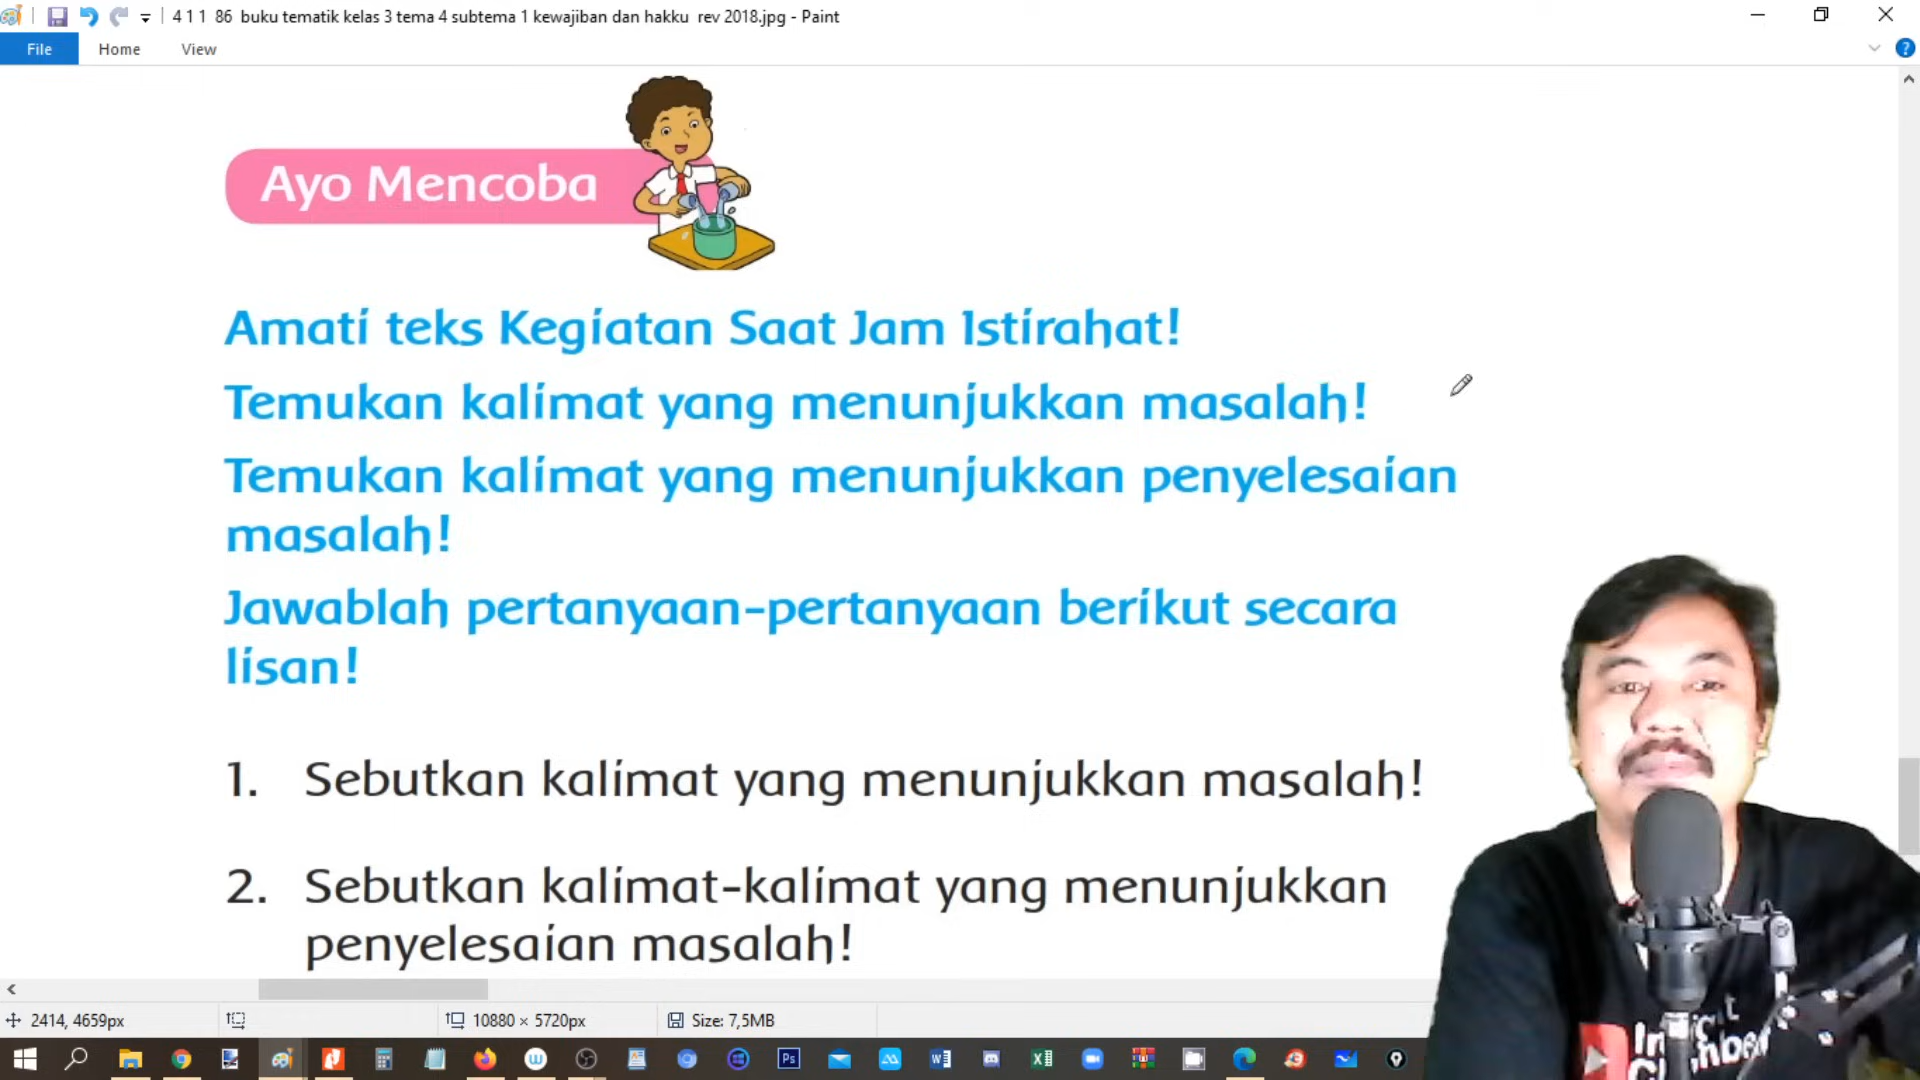 4 1 1 86 buku tematik kelas 3 tema 4 subtema 1 kewajiban dan hakku rev 2018.jpg - Paint
File Home View
Ayo Mencoba
Amati teks Kegiatan Saat Jam Istirahat!
Temukan kalimat yang menunjukkan masalah!
Temukan kalimat yang menunjukkan penyelesaian
masalah!
Jawablah pertanyaan-pertanyaan berikut secara
lisan!
1. Sebutkan kalimat yang menunjukkan masalah!
2. Sebutkan kalimat-kalimat yang menunjukkan
penyelesaian masalah!
2414, 4659px 10880 × 5720px Size: 7,5MB
Ps